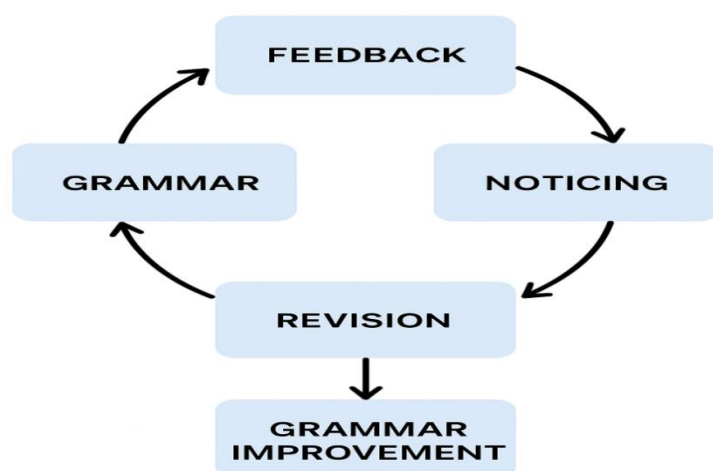 FEEDBACK
GRAMMAR
NOTICING
REVISION
GRAMMAR
IMPROVEMENT